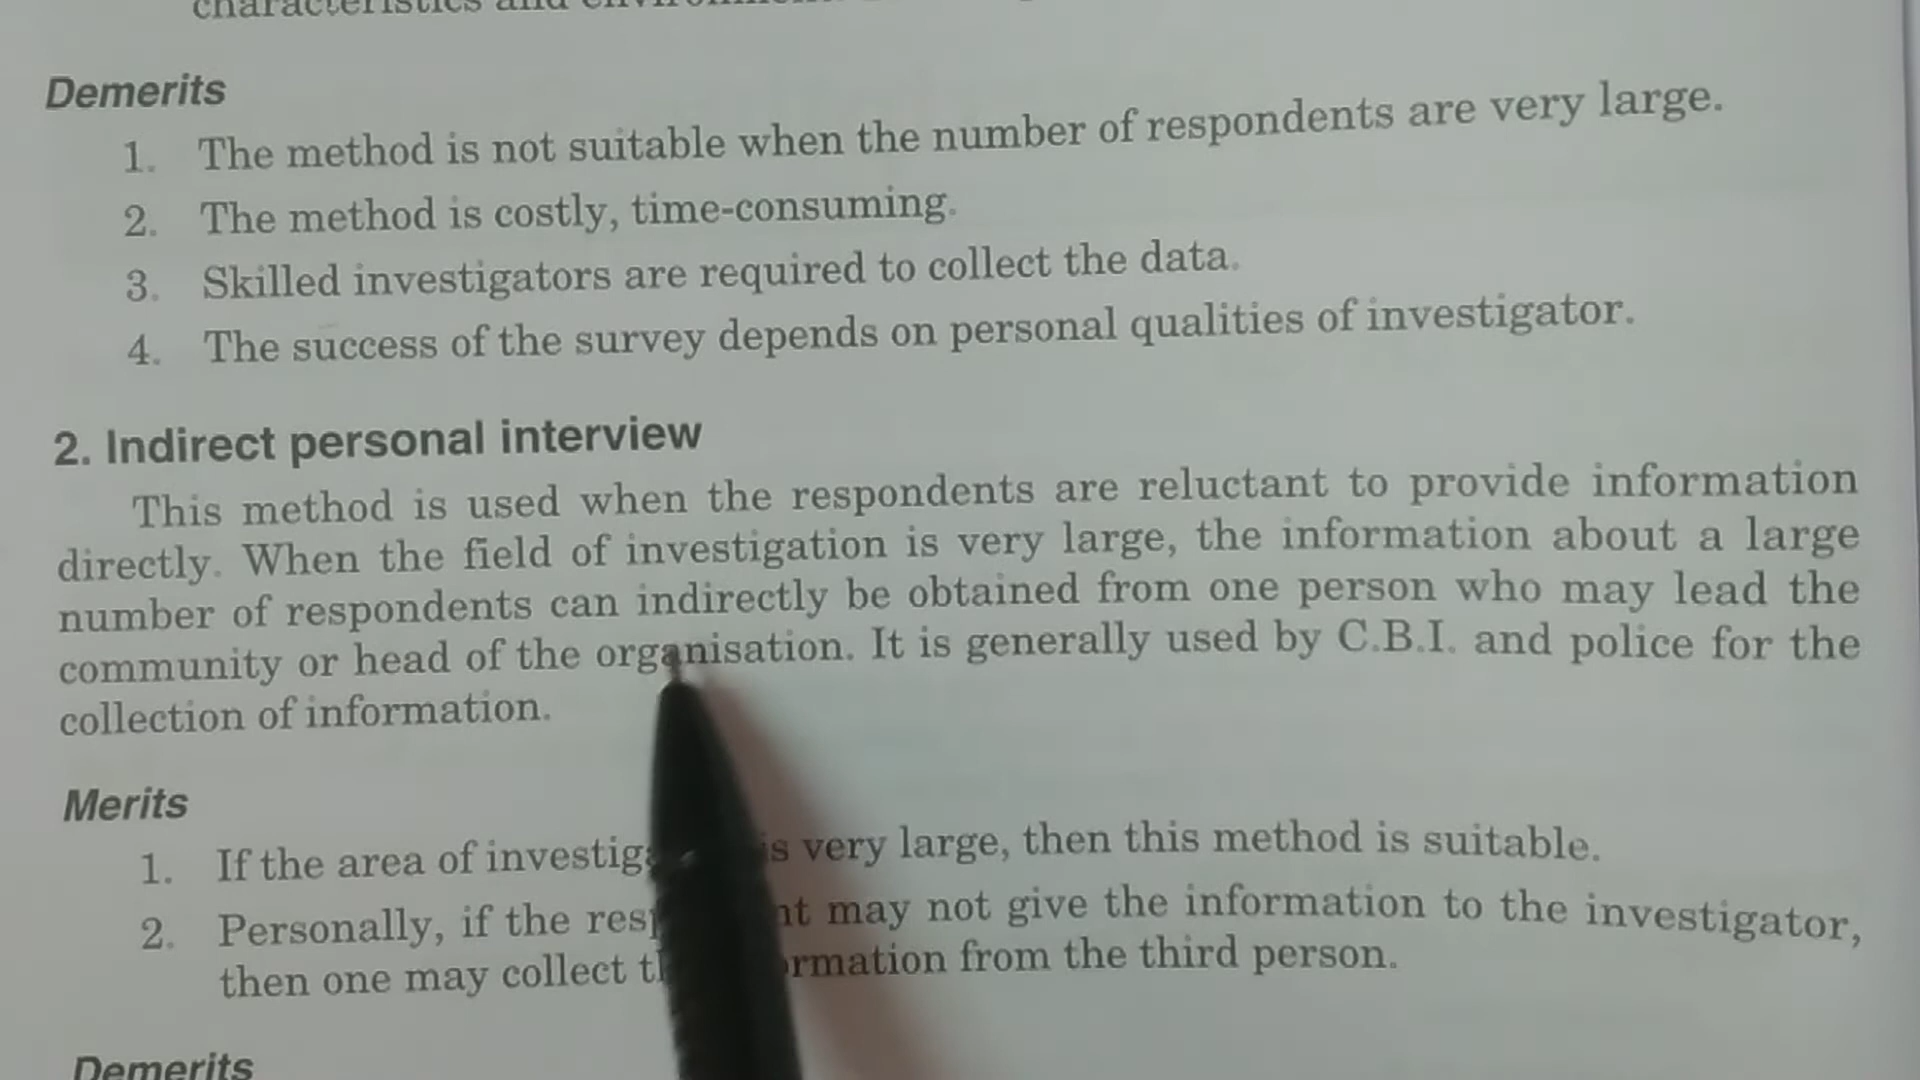 characteristics and
Demerits
1. The method is not suitable when the number of respondents are very large.
2. The method is costly, time-consuming.
3. Skilled investigators are required to collect the data.
4. The success of the survey depends on personal qualities of investigator.
2. Indirect personal interview
This method is used when the respondents are reluctant to provide information
directly. When the field of investigation is very large, the information about a large
number of respondents can indirectly be obtained from one person who may lead the
community or head of the organisation. It is generally used by C.B.I. and police for the
collection of information.
Merits
1. If the area of is very large, then this method is suitable.
2. Personally, if the may not give the information to the investigator,
then one may collect from the third person.
Demerits